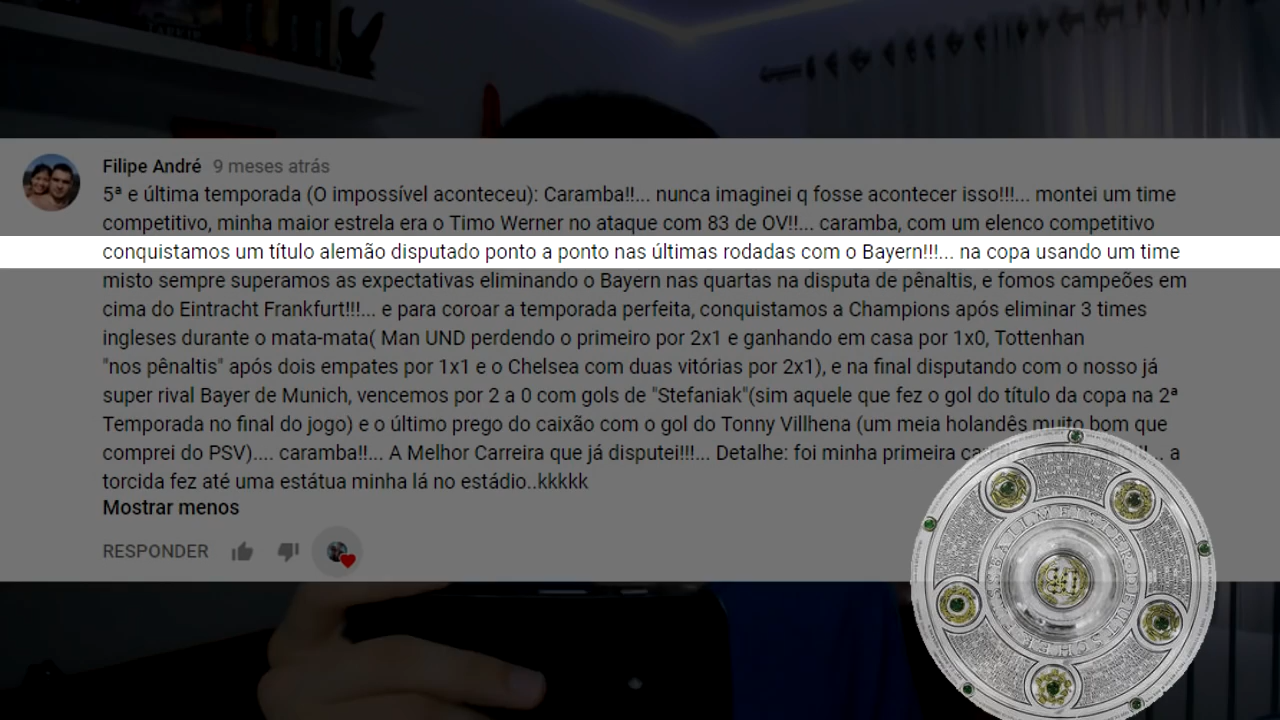 Filipe André 9 meses atrás
5ª e última temporada (O impossível aconteceu): Caramba!!... nunca imaginei q fosse acontecer isso!!!... montei um time
competitivo, minha maior estrela era o Timo Werner no ataque com 83 de OV!!... caramba, com um elenco competitivo
conquistamos um título alemão disputado ponto a ponto nas últimas rodadas com o Bayern!!!... na copa usando um time
misto sempre superamos as expectativas eliminando o Bayern nas quartas na disputa de pênaltis, e fomos campeões em
cima do Eintracht Frankfurt!!!... e para coroar a temporada perfeita, conquistamos a Champions após eliminar 3 times
ingleses durante o mata-mata( Man UND perdendo o primeiro por 2x1 e ganhando em casa por 1x0, Tottenhan
"nos pênaltis" após dois empates por 1x1 e o Chelsea com duas vitórias por 2x1), e na final disputando com o nosso já
super rival Bayer de Munich, vencemos por 2 a 0 com gols de "Stefaniak"(sim aquele que fez o gol do título da copa na 2ª
Temporada no final do jogo) e o último prego do caixão com o gol do Tonny Villhena (um meia holandês muito bom que
comprei do PSV).... caramba!!... A Melhor Carreira que já disputei!!!... Detalhe: foi minha primeira a
torcida fez até uma estátua minha lá no estádio..kkkkk
Mostrar menos
RESPONDER